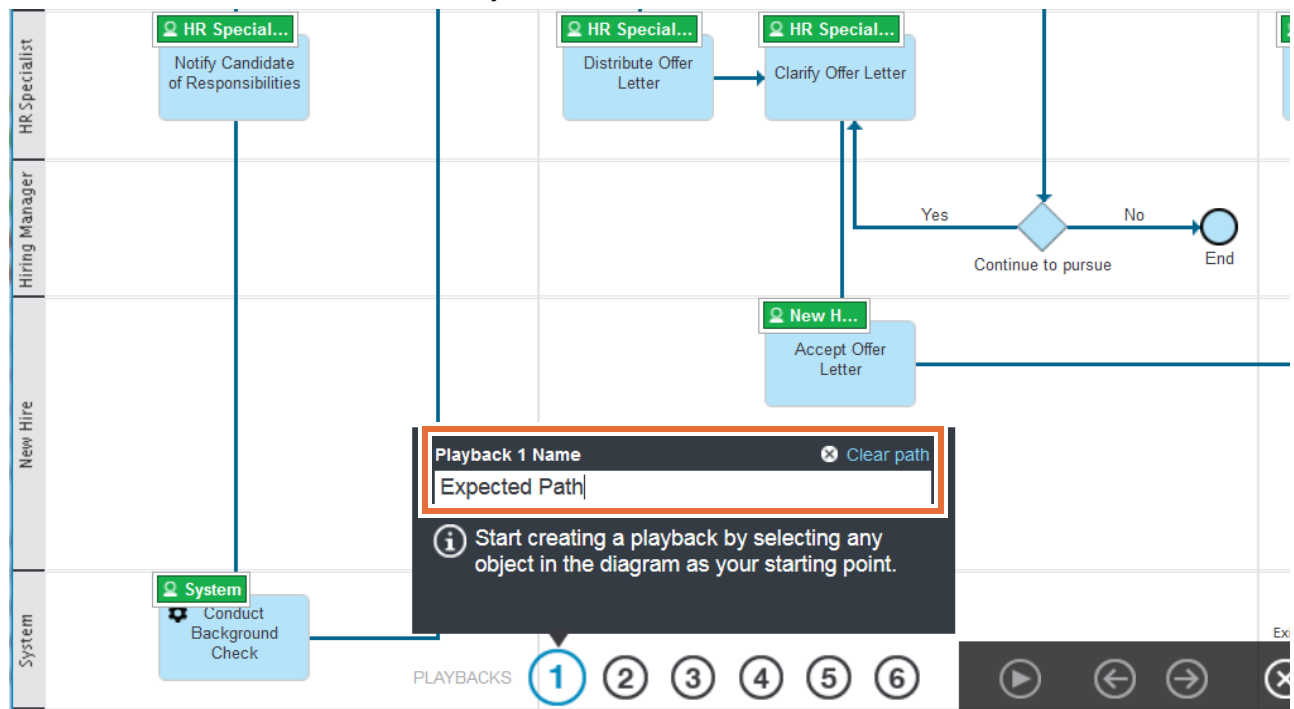 HR Specialist
HR Special...
Notify Candidate
of Responsibilities
HR Special...
Distribute Offer
Letter
HR Special...
Clarify Offer Letter
Hiring Manager
Yes
No
Continue to pursue
End
New Hire
New H...
Accept Offer
Letter
Playback 1 Name
Clear path
Expected Path
Start creating a playback by selecting any
object in the diagram as your starting point.
System
System
Conduct
Background
Check
PLAYBACKS
1
2
3
4
5
6